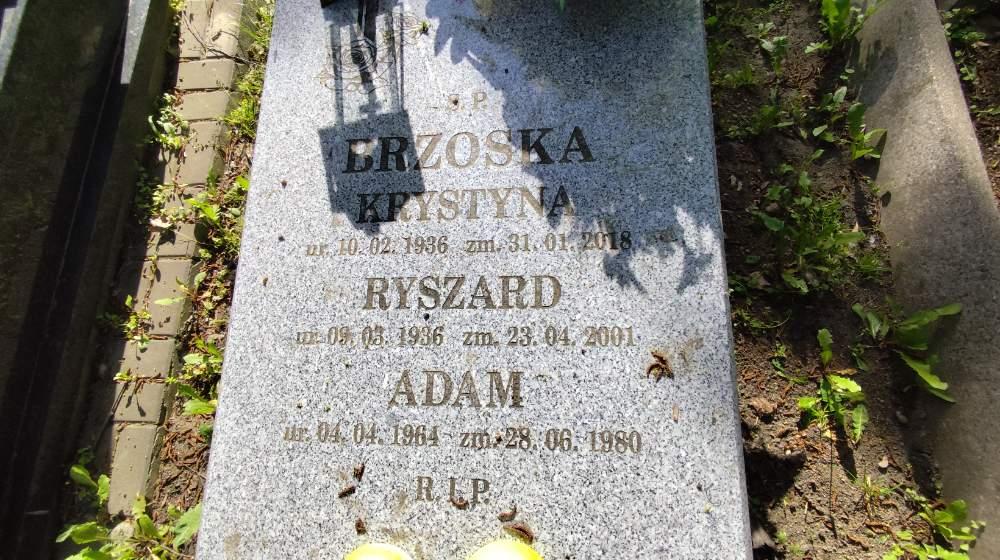 S. P.
BRZOSKA
KRYSTYNA
ur. 10. 02. 1936 zm. 31. 01. 2018
RYSZARD
ur. 09. 03. 1936 zm. 23. 04. 2001
ADAM
ur. 04. 04. 1964 zm. 28. 06. 1980
R. I. P.